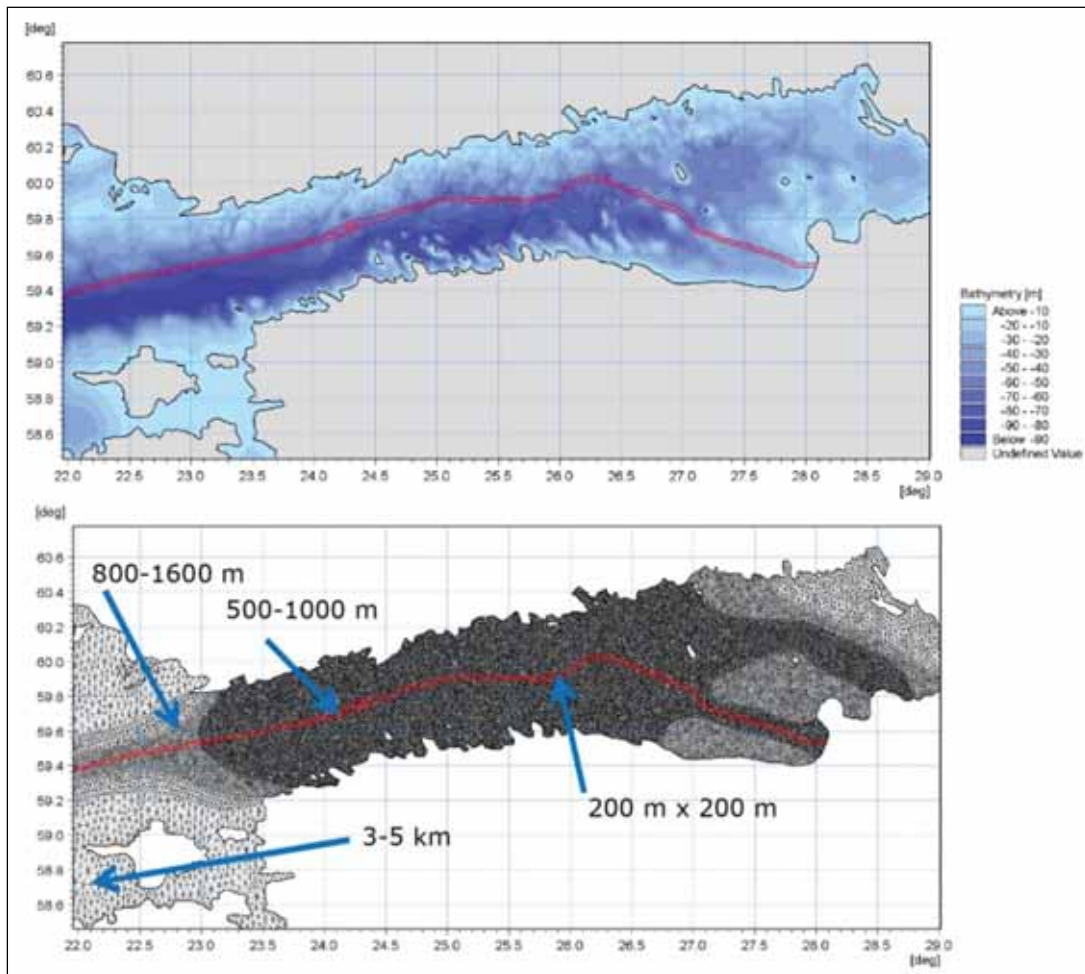 [deg]
60.6
60.4
60.2
60.0
59.8
59.6
59.4
59.2
59.0
58.8
58.6
22.0 22.5 23.0 23.5 24.0 24.5 25.0 25.5 26.0 26.5 27.0 27.5 28.0 28.5 29.0
[deg]
Bathymetry [m]
Above -10
-20 - -10
-30 - -20
-40 - -30
-50 - -40
-60 - -50
-70 - -60
-80 - -70
-90 - -80
Below -90
Undefined Value
[deg]
60.6
60.4
60.2
60.0
59.8
59.6
59.4
59.2
59.0
58.8
58.6
800-1600 m
500-1000 m
200 m x 200 m
3-5 km
22.0 22.5 23.0 23.5 24.0 24.5 25.0 25.5 26.0 26.5 27.0 27.5 28.0 28.5 29.0
[deg]